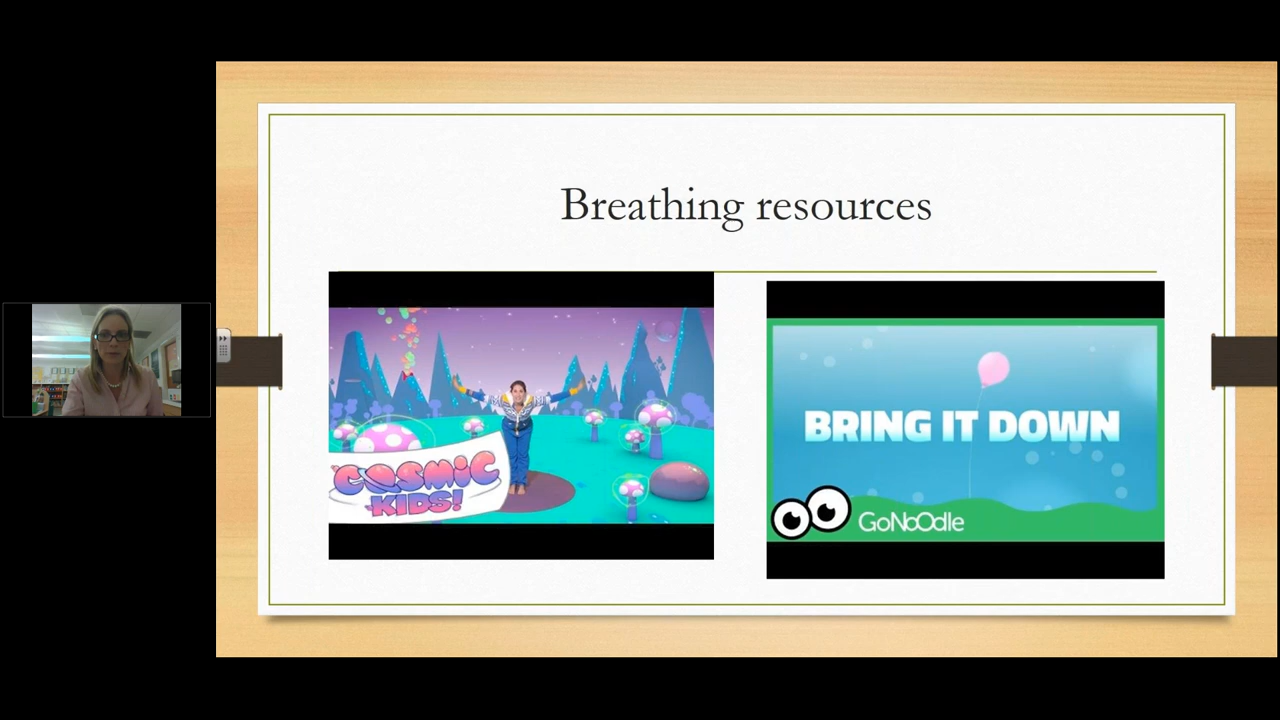 Breathing resources
COSMIC
KIDS!
BRING IT DOWN
GoNoOdle